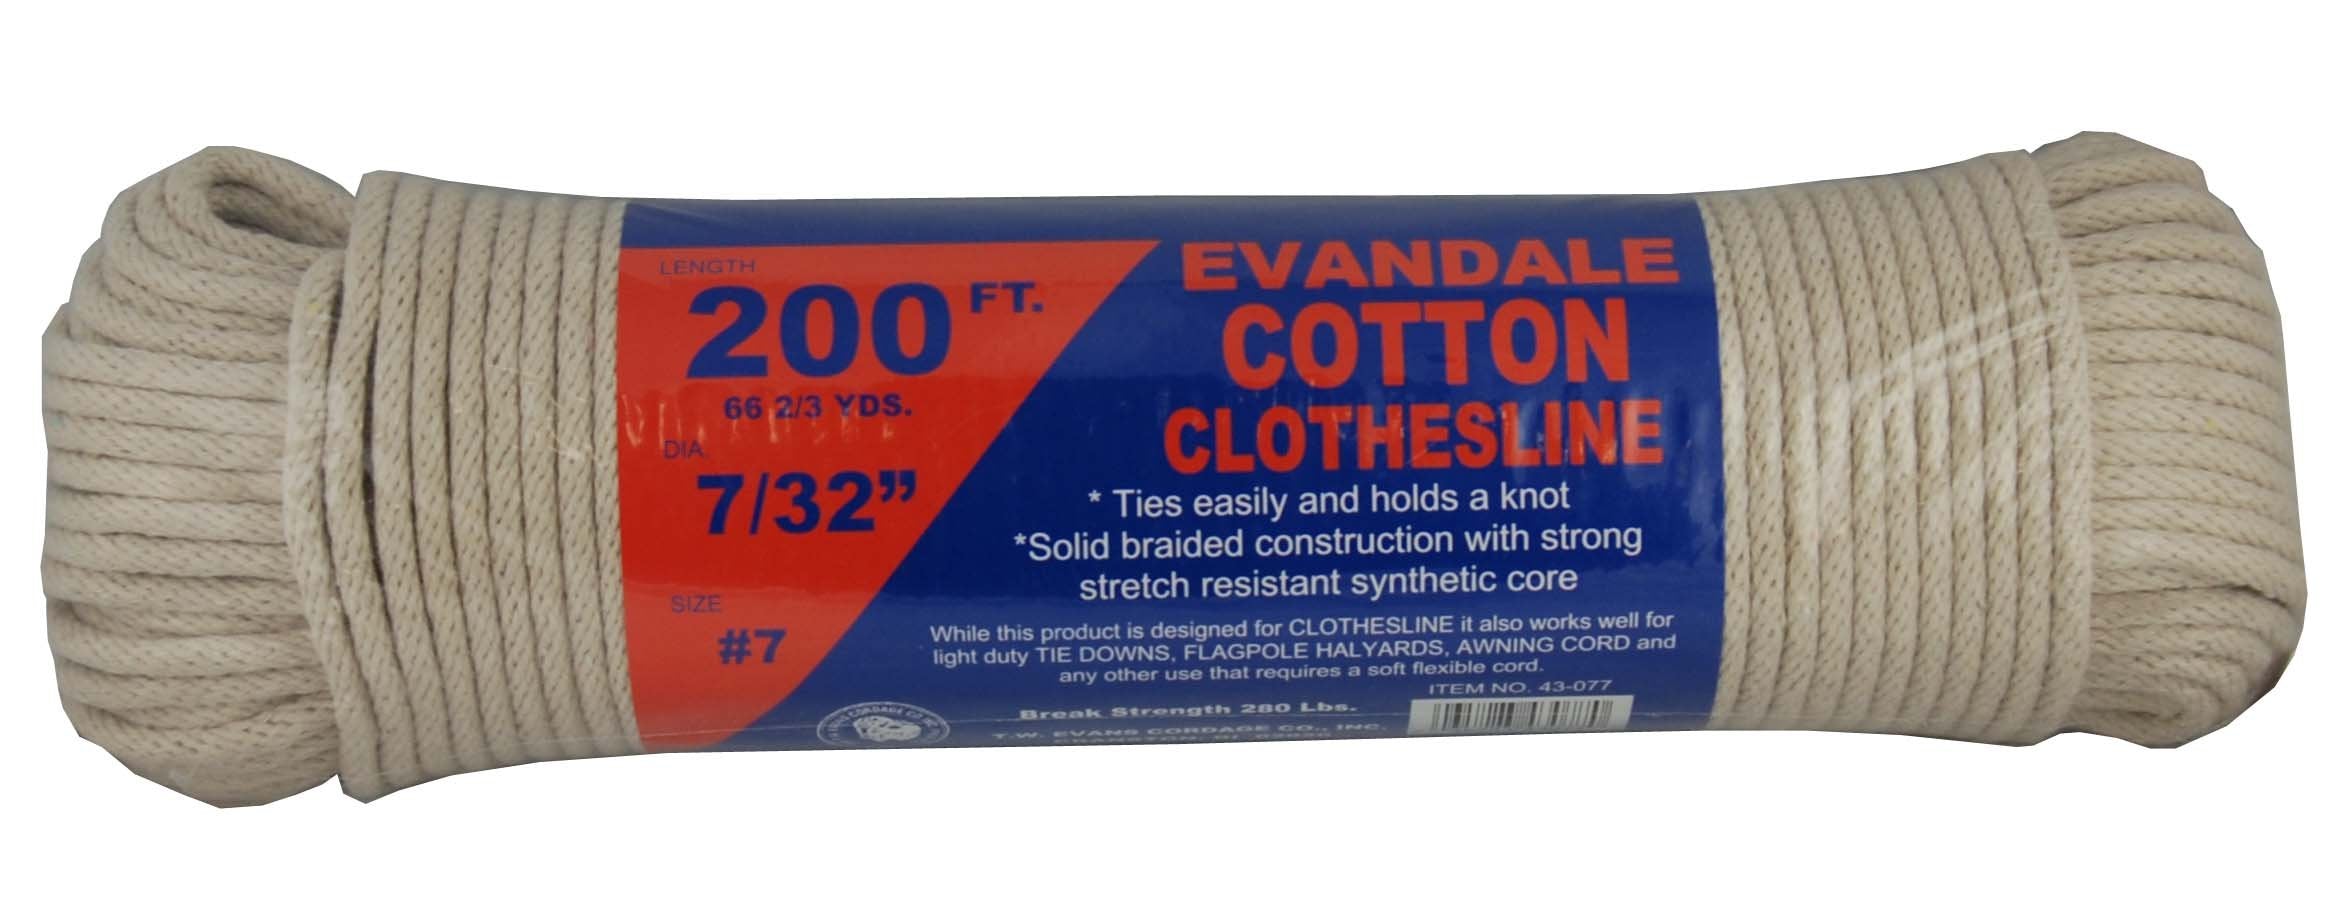 LENGTH
200 FT.
66 2/3 YDS.
DIA.
7/32”
SIZE
#7
EVANDALE
COTTON
CLOTHESLINE
* Ties easily and holds a knot
*Solid braided construction with strong
stretch resistant synthetic core
While this product is designed for CLOTHESLINE it also works well for
light duty TIE DOWNS, FLAGPOLE HALYARDS, AWNING CORD and
any other use that requires a soft flexible cord.
ITEM NO. 43-077
Break Strength 280 Lbs.
T.W. EVANS CORDAGE CO., INC.